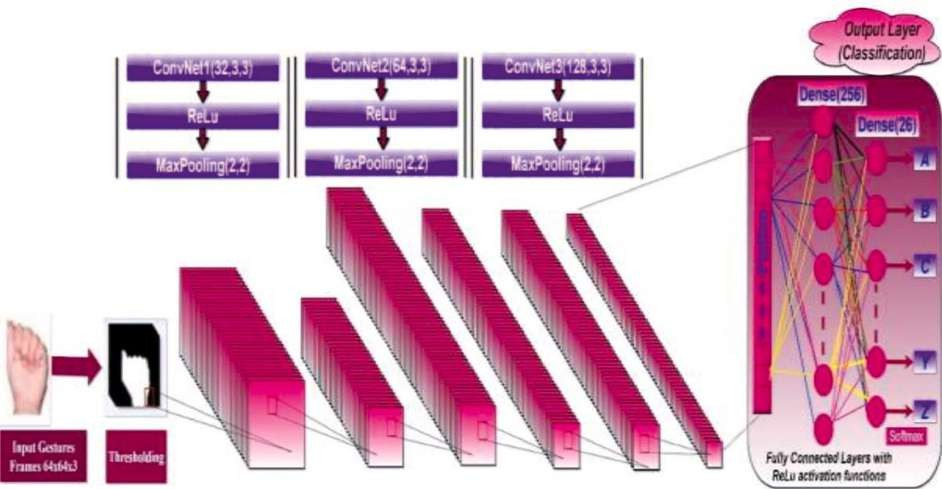 Output Layer
(Classification)
ConvNet1(32,3,3)
ReLu
MaxPooling(2,2)
ConvNet2(64,3,3)
ReLu
MaxPooling(2,2)
ConvNet3(128,3,3)
ReLu
MaxPooling(2,2)
Dense(256)
Dense(26)
A
B
C
Y
Z
Softmax
Fully Connected Layers with
ReLu activation functions
Input Gestures
Frames 64x64x3
Thresholding